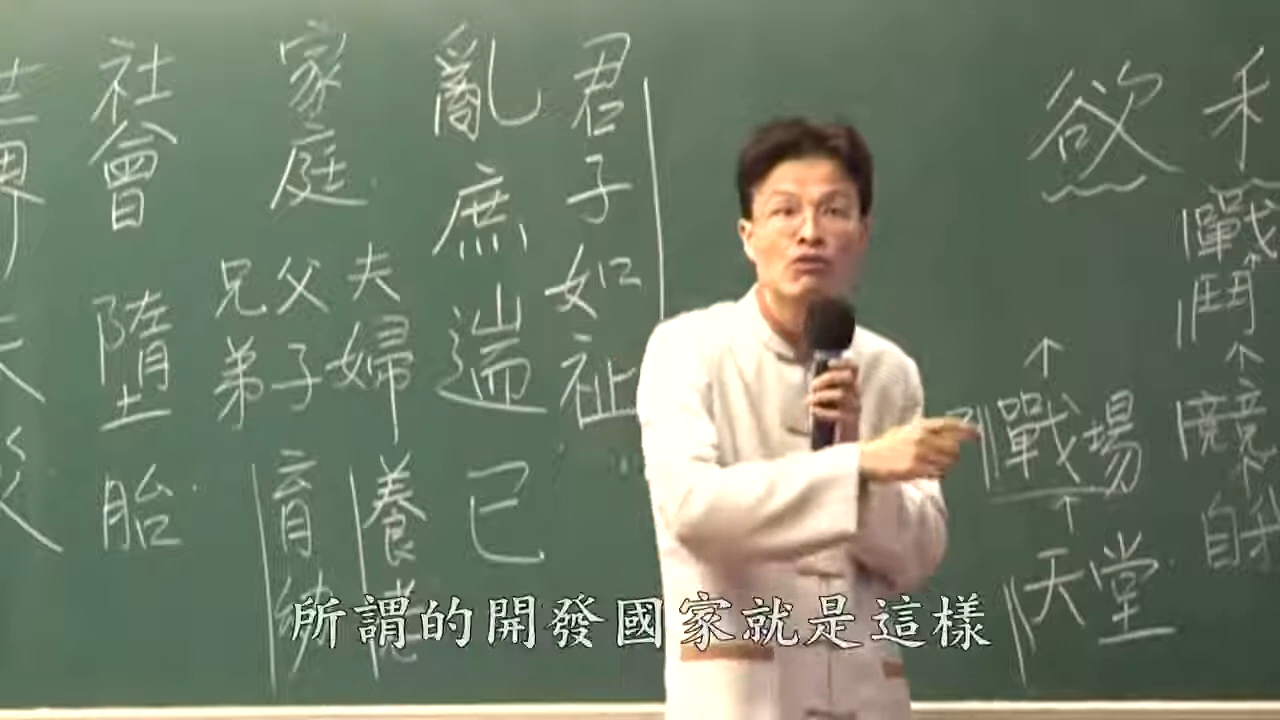 戰鬥
競
自
慾
戰場
天堂
君子如祉
亂庶遄已
家庭
夫婦
父子
兄弟
養
育
社會 墮胎
所謂的開發國家就是這樣